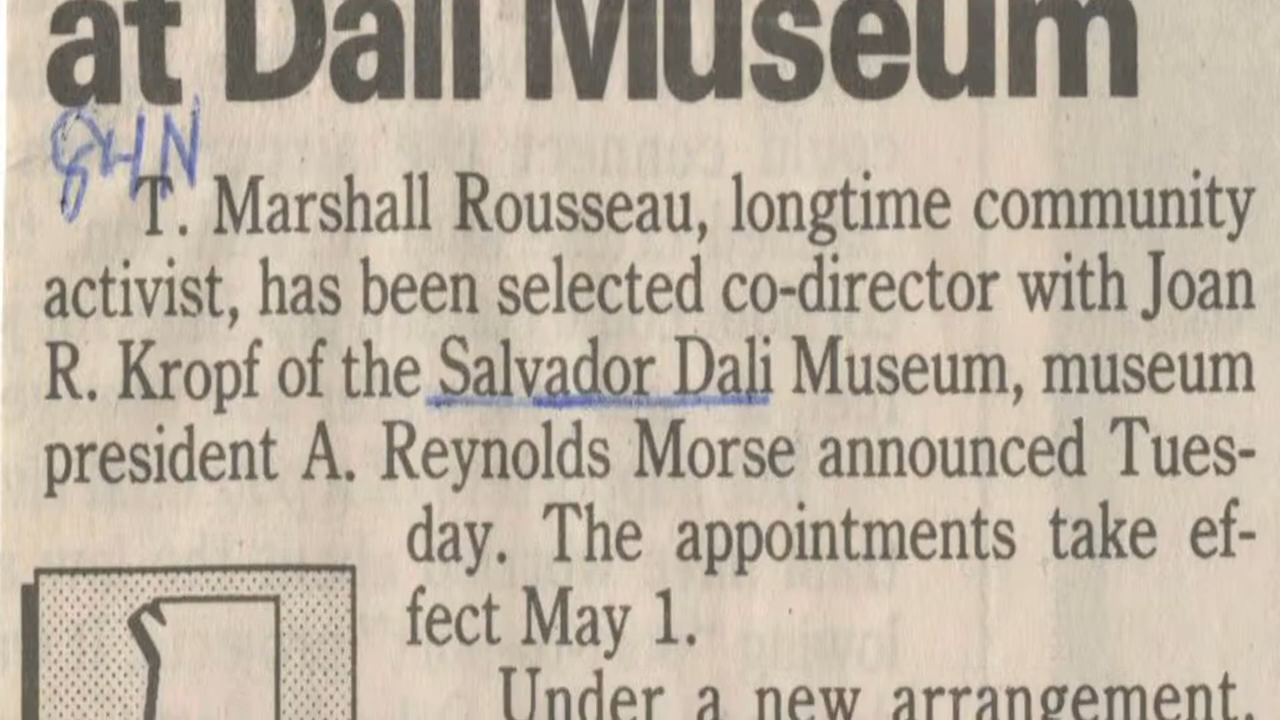 at Dali Museum
T. Marshall Rousseau, longtime community
activist, has been selected co-director with Joan
R. Kropf of the Salvador Dali Museum, museum
president A. Reynolds Morse announced Tues-
day. The appointments take ef-
fect May 1.
Under a new arrangement,